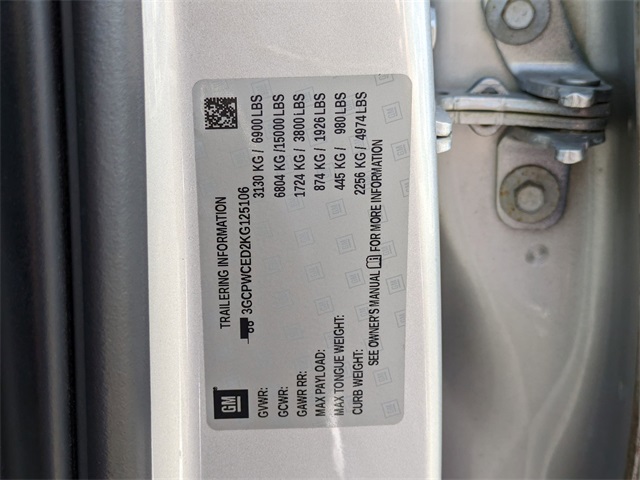 TRAILERING INFORMATION
3GCPWCED2KG125106
GM
GVWR: 3130 KG / 6900 LBS
GCWR: 6804 KG / 15000 LBS
GAWR RR: 1724 KG / 3800 LBS
MAX PAYLOAD: 874 KG / 1926 LBS
MAX TONGUE WEIGHT: 445 KG / 980 LBS
CURB WEIGHT: 2256 KG / 4974 LBS
SEE OWNER'S MANUAL FOR MORE INFORMATION